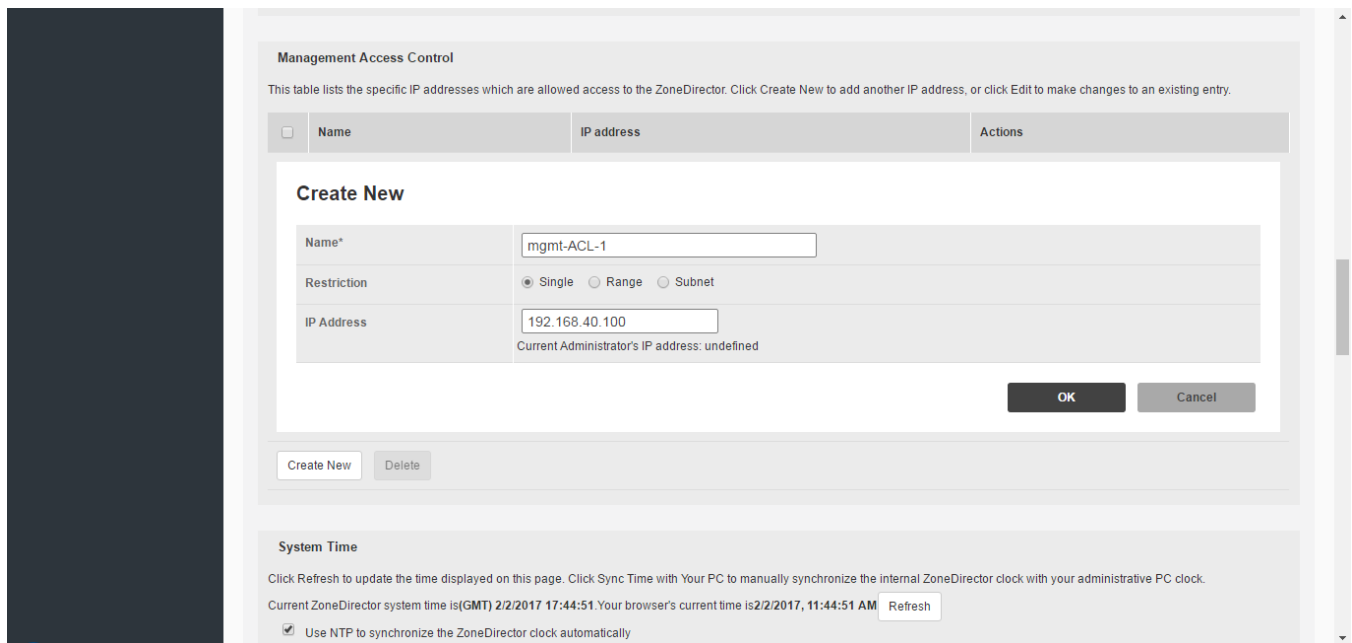 Management Access Control
This table lists the specific IP addresses which are allowed access to the ZoneDirector. Click Create New to add another IP address, or click Edit to make changes to an existing entry.
Name IP address Actions
Create New
Name* mgmt-ACL-1
Restriction Single Range Subnet
IP Address 192.168.40.100
Current Administrator's IP address: undefined
OK Cancel
Create New Delete
System Time
Click Refresh to update the time displayed on this page. Click Sync Time with Your PC to manually synchronize the internal ZoneDirector clock with your administrative PC clock.
Current ZoneDirector system time is(GMT) 2/2/2017 17:44:51.Your browser's current time is2/2/2017, 11:44:51 AM Refresh
Use NTP to synchronize the ZoneDirector clock automatically